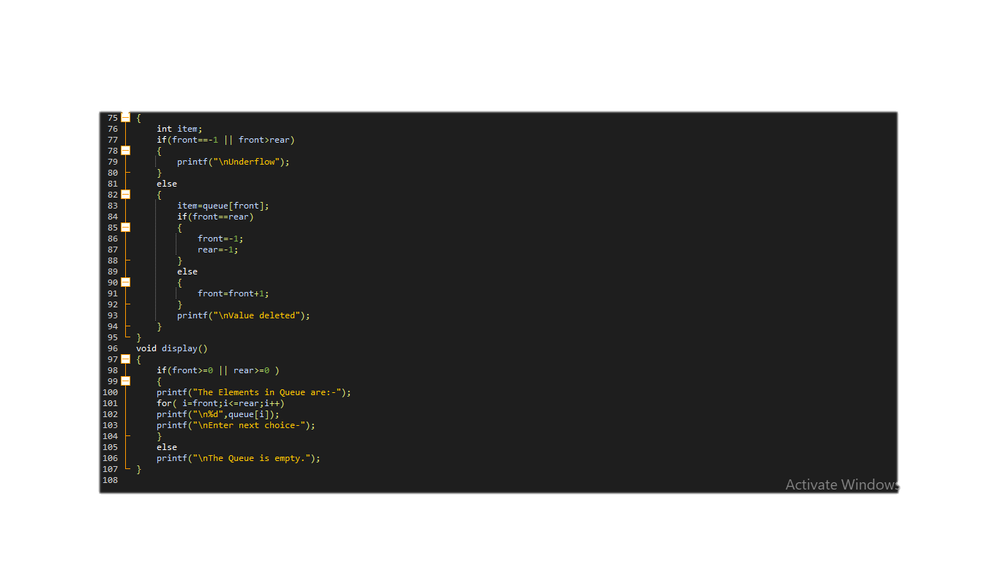 75 {
76 int item;
77 if(front==-1 || front>rear)
78 {
79 printf("\nUnderflow");
80 }
81 else
82 {
83 item=queue[front];
84 if(front==rear)
85 {
86 front=-1;
87 rear=-1;
88 }
89 else
90 {
91 front=front+1;
92 }
93 printf("\nValue deleted");
94 }
95 }
96 void display()
97 {
98 if(front>=0 || rear>=0 )
99 {
100 printf("The Elements in Queue are:-");
101 for( i=front;i<=rear;i++)
102 printf("\n%d",queue[i]);
103 printf("\nEnter next choice-");
104 }
105 else
106 printf("\nThe Queue is empty.");
107 }
108
Activate Windows